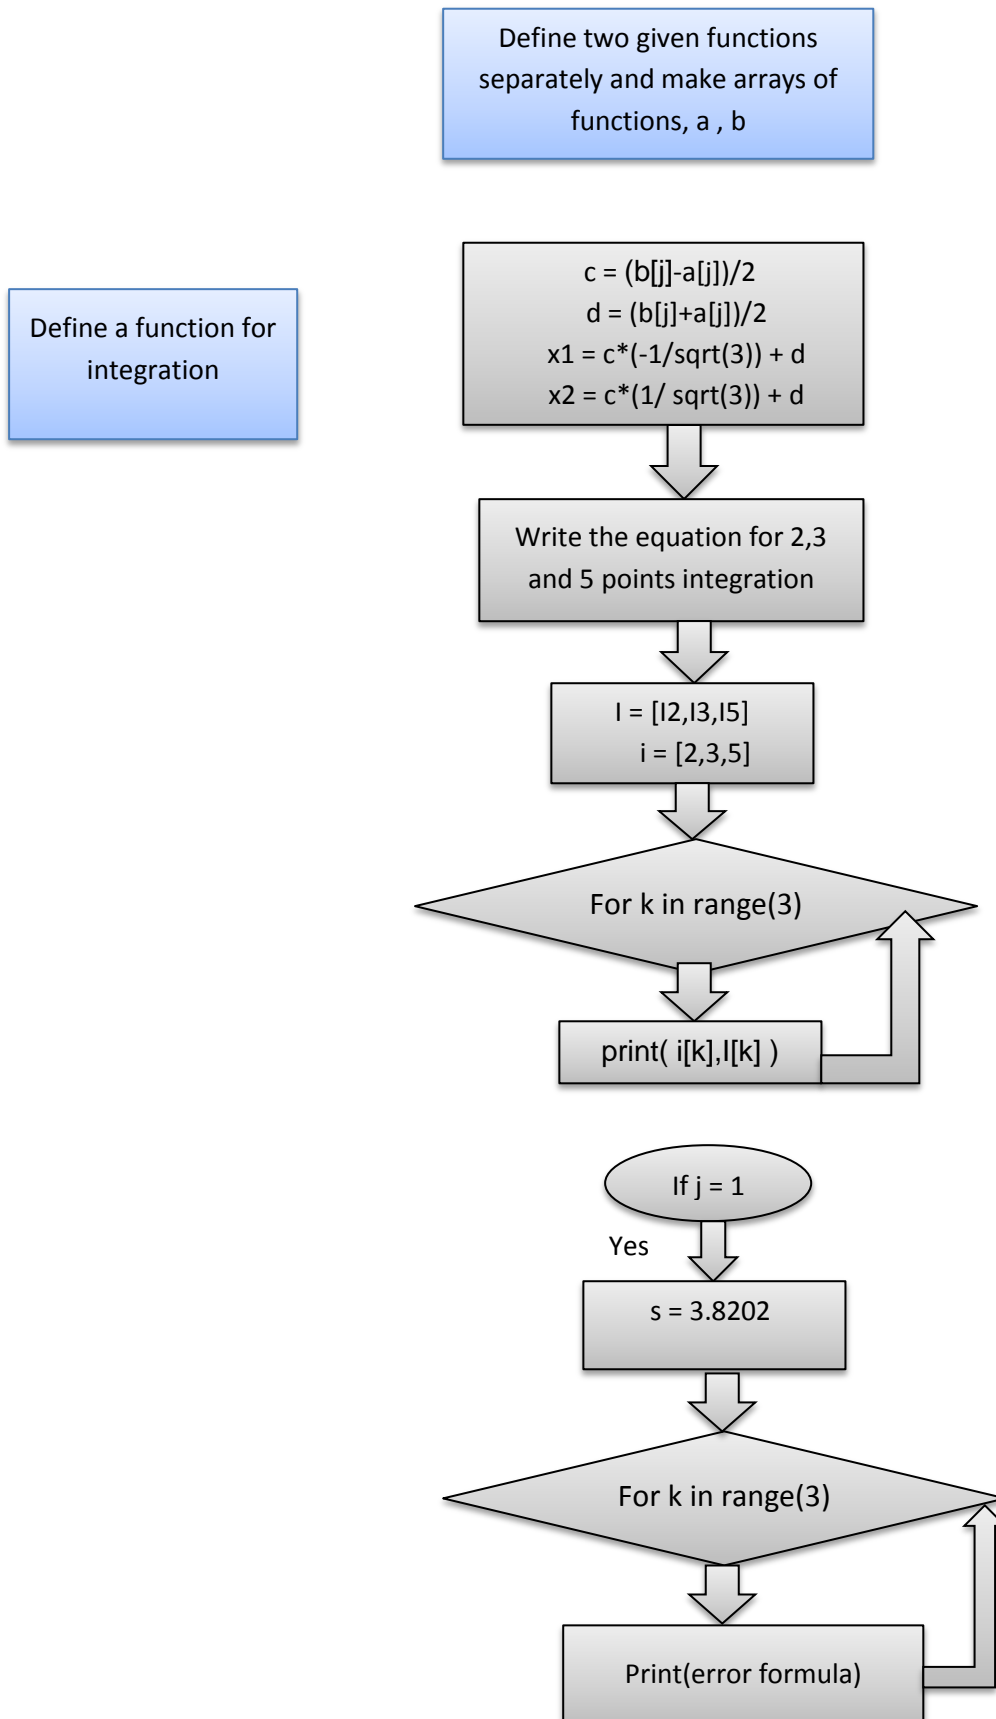 Define two given functions
separately and make arrays of
functions, a , b
Define a function for
integration
c = (b[j]-a[j])/2
d = (b[j]+a[j])/2
x1 = c*(-1/sqrt(3)) + d
x2 = c*(1/ sqrt(3)) + d
Write the equation for 2,3
and 5 points integration
I = [I2,I3,I5]
i = [2,3,5]
For k in range(3)
print( i[k],I[k] )
If j = 1
Yes
s = 3.8202
For k in range(3)
Print(error formula)